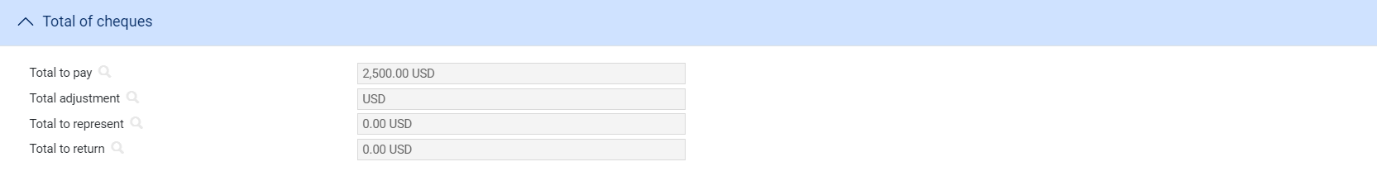 Total of cheques
Total to pay 2,500.00 USD
Total adjustment USD
Total to represent 0.00 USD
Total to return 0.00 USD